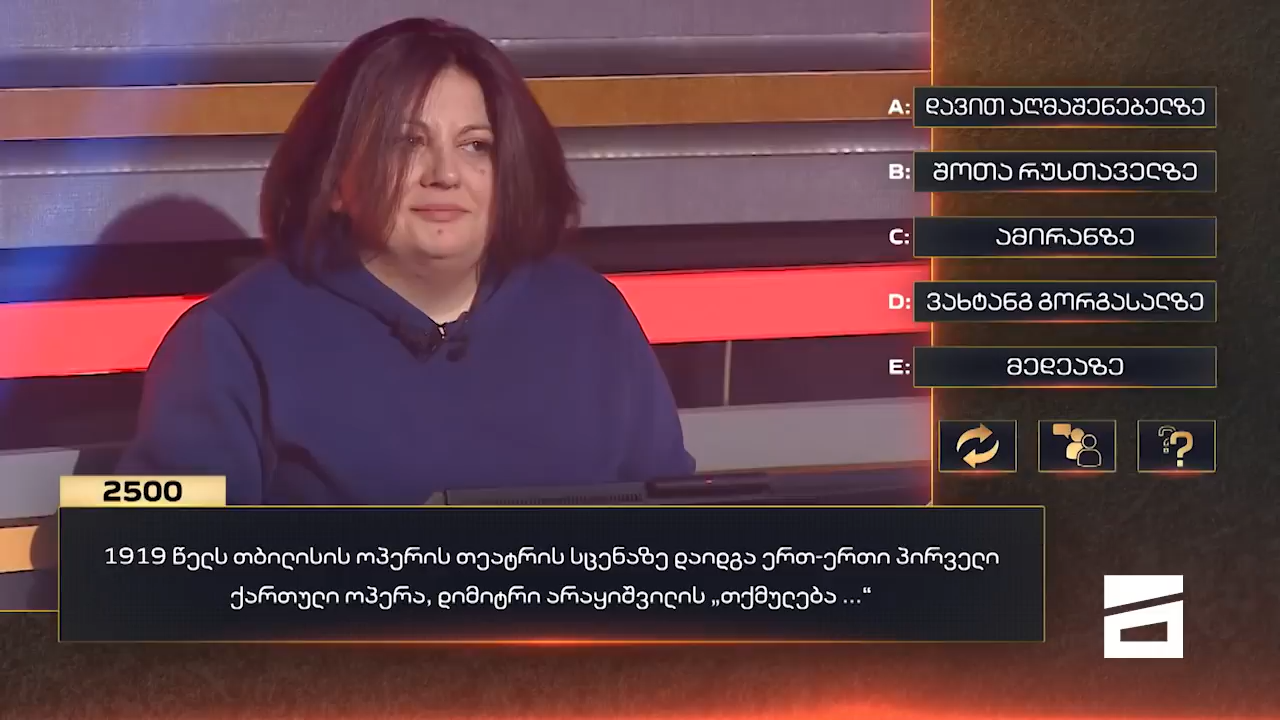 A: დავით აღმაშენებელზე
B: შოთა რუსთაველზე
C: ამირანზე
D: ვახტანგ გორგასალზე
E: მედეაზე
2500
1919 წელს თბილისის ოპერის თეატრის სცენაზე დაიდგა ერთ-ერთი პირველი
ქართული ოპერა, დიმიტრი არაყიშვილის „თქმულება ...“